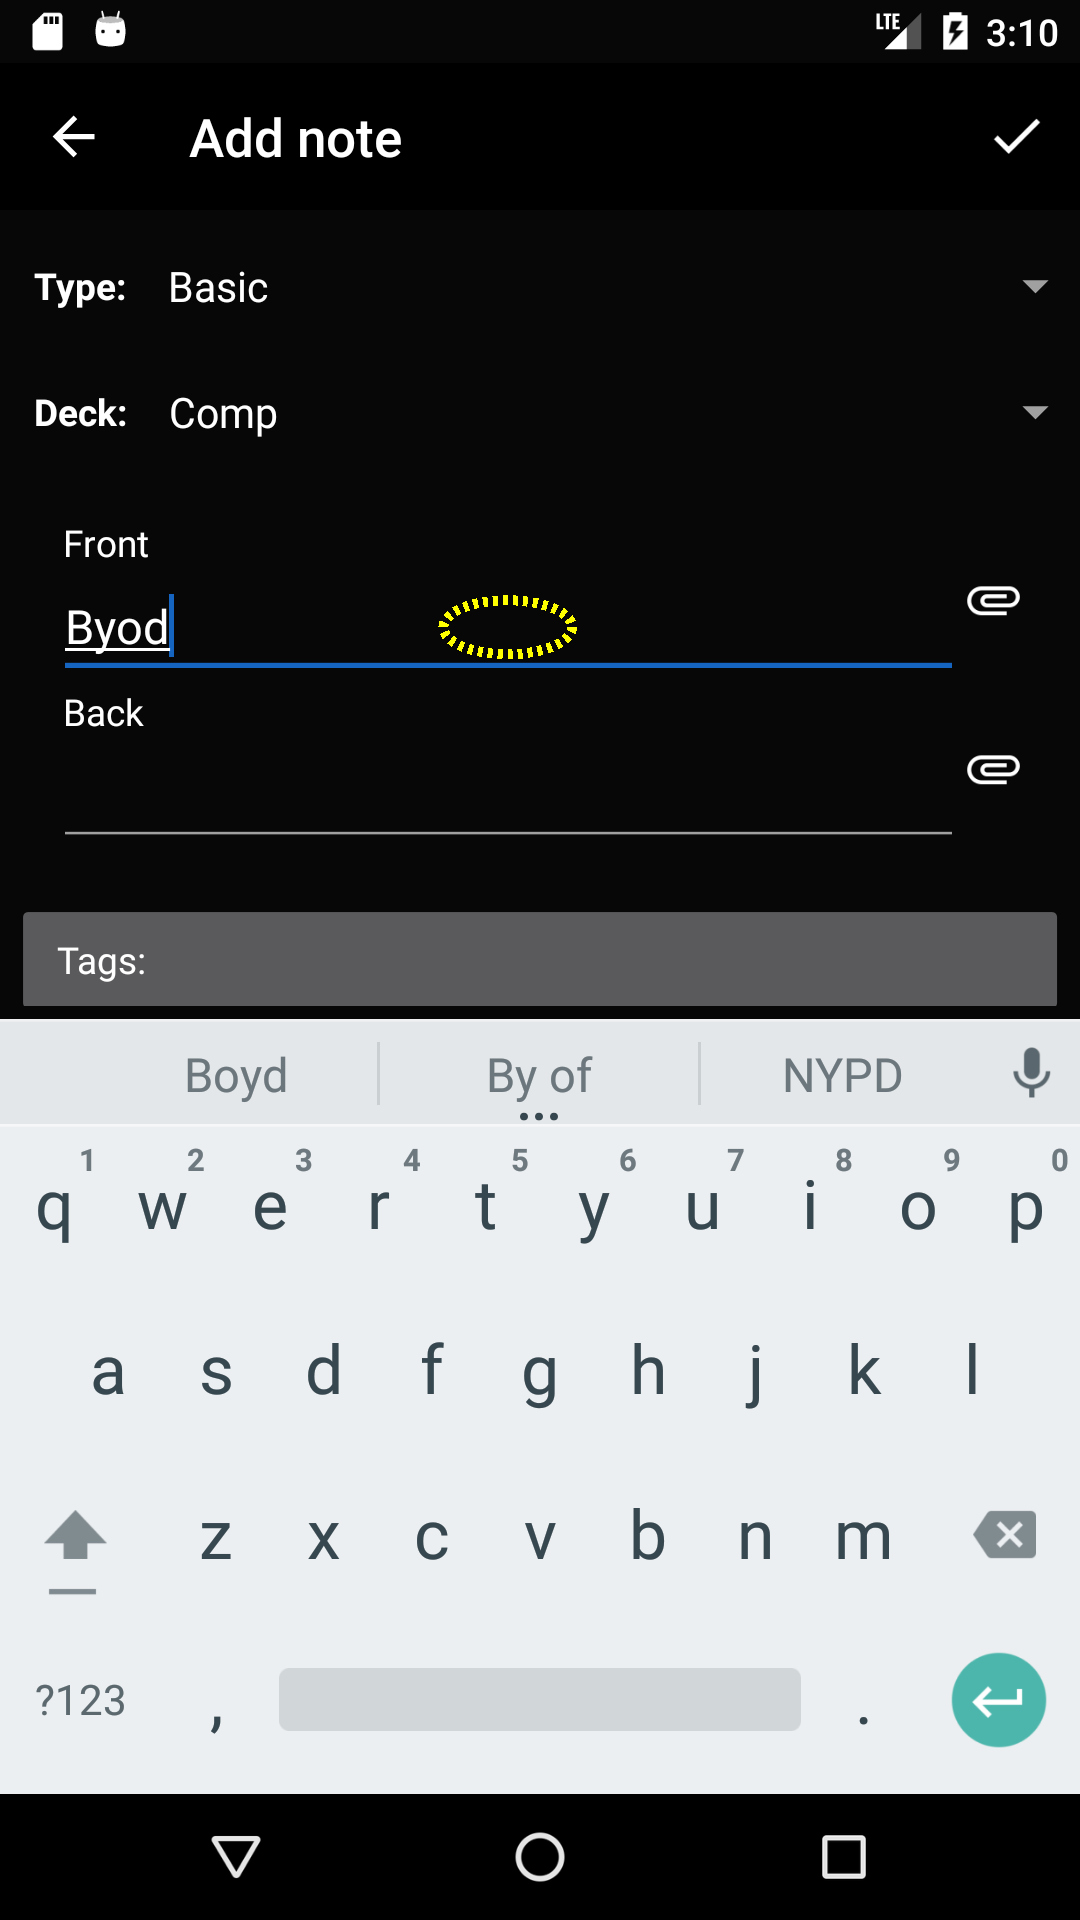 LTE 3:10
Add note
Type: Basic
Deck: Comp
Front
Byod
Back
Tags:
Boyd By of NYPD
1 2 3 4 5 6 7 8 9 0
q w e r t y u i o p
a s d f g h j k l
z x c v b n m
?123 , .